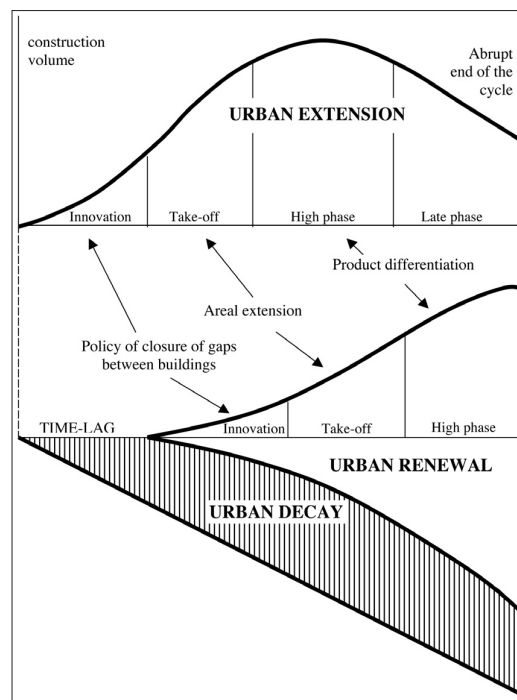 construction
volume
Abrupt
end of the
cycle
URBAN EXTENSION
Innovation
Take-off
High phase
Late phase
Product differentiation
Areal extension
Policy of closure of gaps
between buildings
TIME-LAG
Innovation
Take-off
High phase
URBAN RENEWAL
URBAN DECAY